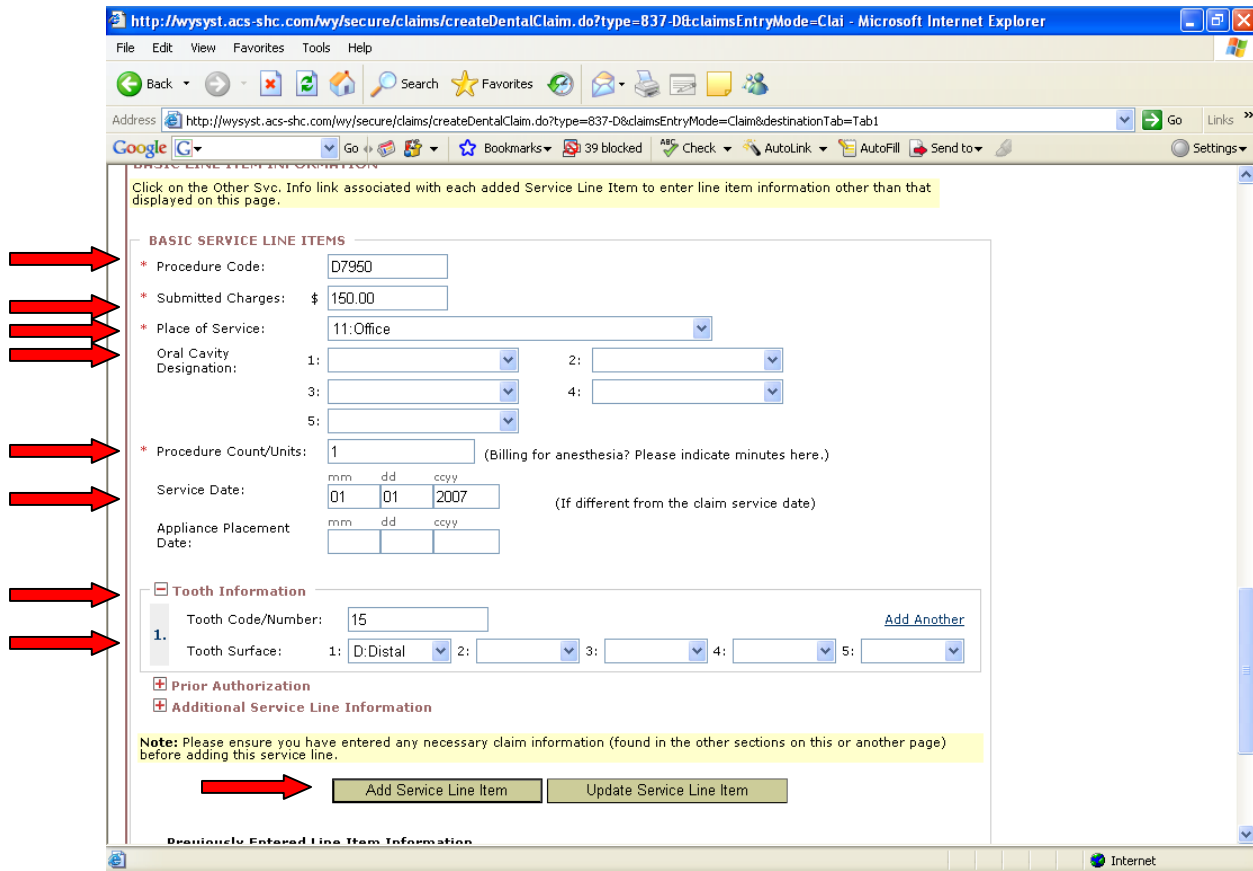 http://wysyst.acs-shc.com/wy/secure/claims/createDentalClaim.do?type=837-D&claimsEntryMode=Clai - Microsoft Internet Explorer
File Edit View Favorites Tools Help
Back Search Favorites
Address http://wysyst.acs-shc.com/wy/secure/claims/createDentalClaim.do?type=837-D&claimsEntryMode=Claim&destinationTab=Tab1 Go Links »
Google G Go Bookmarks 39 blocked ABC Check AutoLink AutoFill Send to Settings
BASIC LINE ITEM INFORMATION
Click on the Other Svc. Info link associated with each added Service Line Item to enter line item information other than that
displayed on this page.
BASIC SERVICE LINE ITEMS
* Procedure Code: D7950
* Submitted Charges: $ 150.00
* Place of Service: 11:Office
Oral Cavity
Designation: 1: 2:
3: 4:
5:
* Procedure Count/Units: 1 (Billing for anesthesia? Please indicate minutes here.)
mm dd ccyy
Service Date: 01 01 2007 (If different from the claim service date)
mm dd ccyy
Appliance Placement
Date:
Tooth Information
1.
Tooth Code/Number: 15 Add Another
Tooth Surface: 1: D:Distal 2: 3: 4: 5:
Prior Authorization
Additional Service Line Information
Note: Please ensure you have entered any necessary claim information (found in the other sections on this or another page)
before adding this service line.
Add Service Line Item Update Service Line Item
Previously Entered Line Item Information
Internet